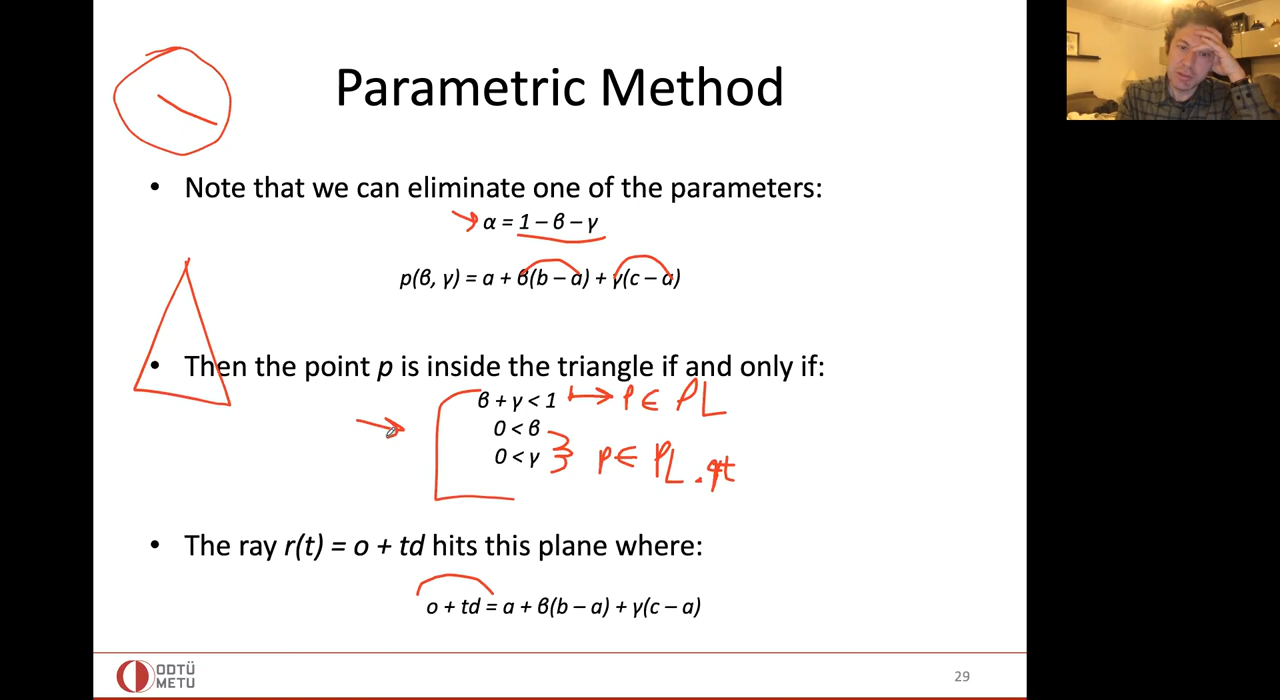 Parametric Method
• Note that we can eliminate one of the parameters:
α = 1 – β – γ
p(β, γ) = a + β(b – a) + γ(c – a)
• Then the point p is inside the triangle if and only if:
β + γ < 1 ↦ P ∈ PL
0 < β
0 < γ } P ∈ PL.
• The ray r(t) = o + td hits this plane where:
o + td = a + β(b – a) + γ(c – a)
ODTÜ
METU
29